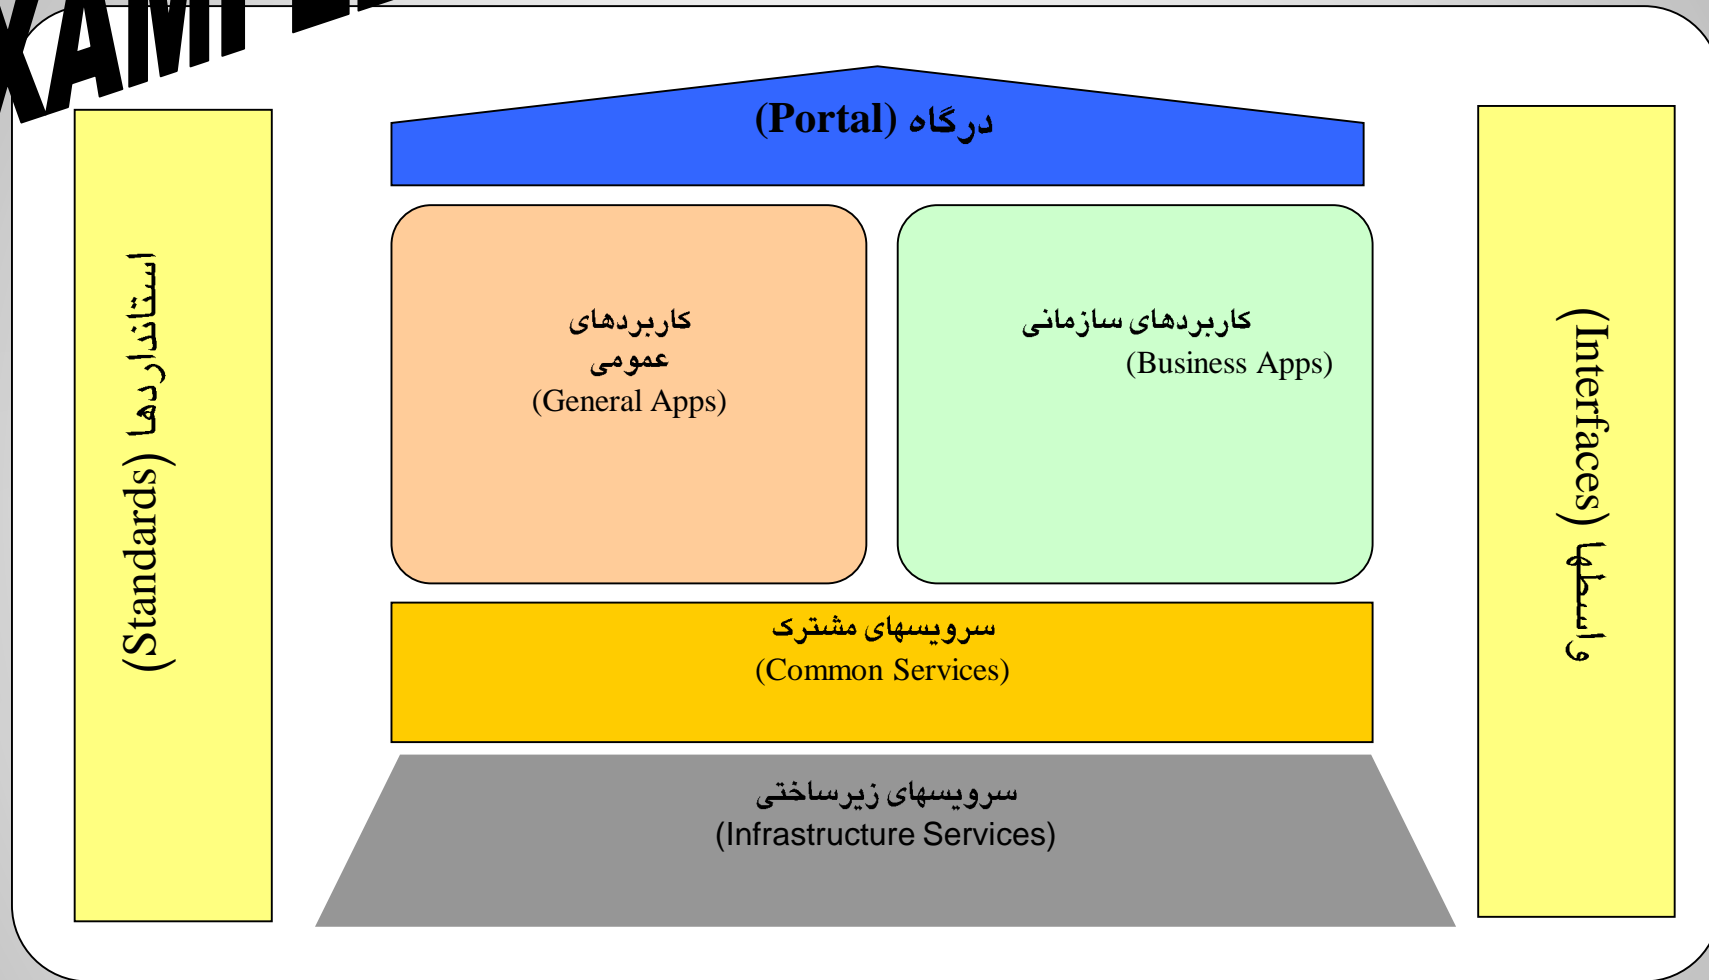 درگاه (Portal)
استانداردها (Standards)
کاربردهای
عمومی
(General Apps)
کاربردهای سازمانی
(Business Apps)
واسطها (Interfaces)
سرویسهای مشترک
(Common Services)
سرویسهای زیرساختی
(Infrastructure Services)